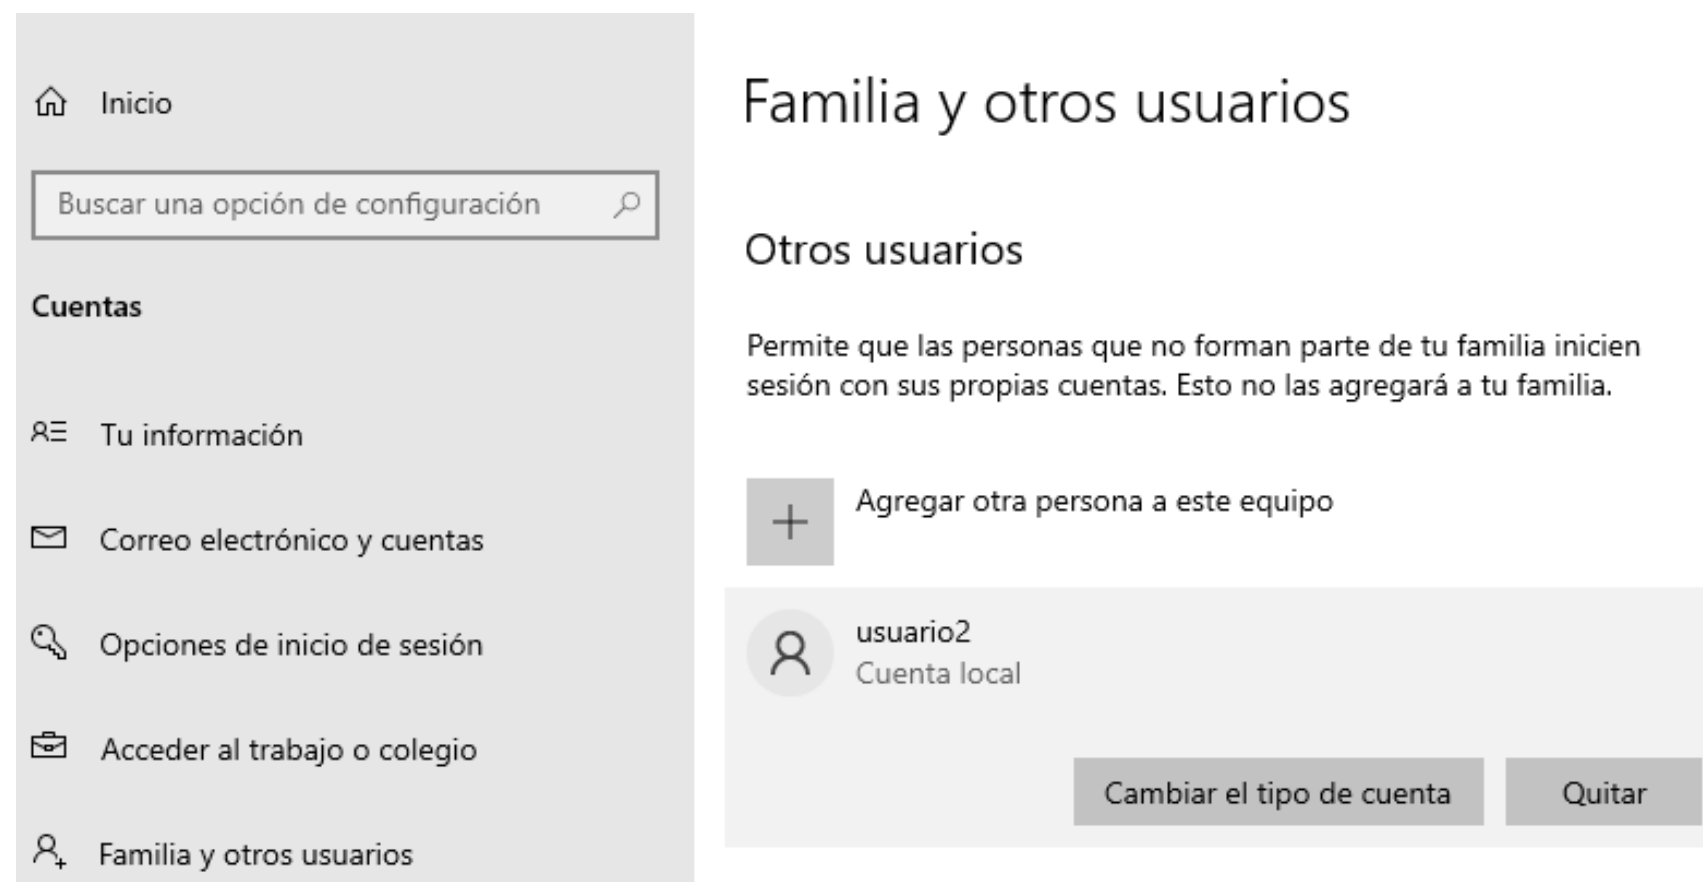 Inicio
Buscar una opción de configuración
Cuentas
Tu información
Correo electrónico y cuentas
Opciones de inicio de sesión
Acceder al trabajo o colegio
Familia y otros usuarios
Familia y otros usuarios
Otros usuarios
Permite que las personas que no forman parte de tu familia inicien
sesión con sus propias cuentas. Esto no las agregará a tu familia.
Agregar otra persona a este equipo
usuario2
Cuenta local
Cambiar el tipo de cuenta
Quitar